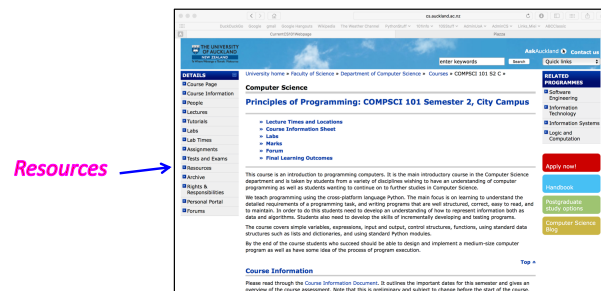 Resources
cs.auckland.ac.nz
Google
gmail
Google Hangouts
Wikipedia
The Weather Channel
CurrentOtherWebpage
Piazza
THE UNIVERSITY
OF AUCKLAND
NEW ZEALAND
AskAuckland Contact us
enter keywords
Search
Quick links
DETAILS
Course Page
Course Information
People
Lectures
Tutorials
Labs
Lab Times
Assignments
Tests and Exams
Resources
Archive
Rights &
Responsibilities
Personal Portal
Forums
University home » Faculty of Science » Department of Computer Science » Courses » COMPSCI 101 S2 C »
Computer Science
Principles of Programming: COMPSCI 101 Semester 2, City Campus
» Lecture Times and Locations
» Course Information Sheet
» Labs
» Marks
» Forum
» Final Learning Outcomes
This course is an introduction to programming computers. It is the main introductory course in the Computer Science
department and is taken by students from a variety of disciplines wishing to have an understanding of computer
programming as well as students wanting to continue on to further studies in Computer Science.
We teach programming using the cross-platform language Python. The main focus is on learning to understand the
detailed requirements of a programming task, and writing programs that are well structured, correct, easy to read, and
to maintain. In order to do this students need to develop an understanding of how to represent information both as
data and algorithms. Students also need to develop the skills of incrementally developing and testing programs.
The course covers simple variables, expressions, input and output, control structures, functions, using standard data
structures such as lists and dictionaries, and using standard Python modules.
By the end of the course students who succeed should be able to design and implement a medium-size computer
program as well as have some idea of the process of program execution.
Top »
Course Information
Please read through the Course Information Document. It outlines the important dates for this semester and gives an
overview of the course assessment. Note that this is preliminary and subject to change before the start of the course.
RELATED
PROGRAMMES
Software
Engineering
Information
Technology
Information Systems
Logic and
Computation
Apply now!
Handbook
Postgraduate
study options
Computer Science
Blog